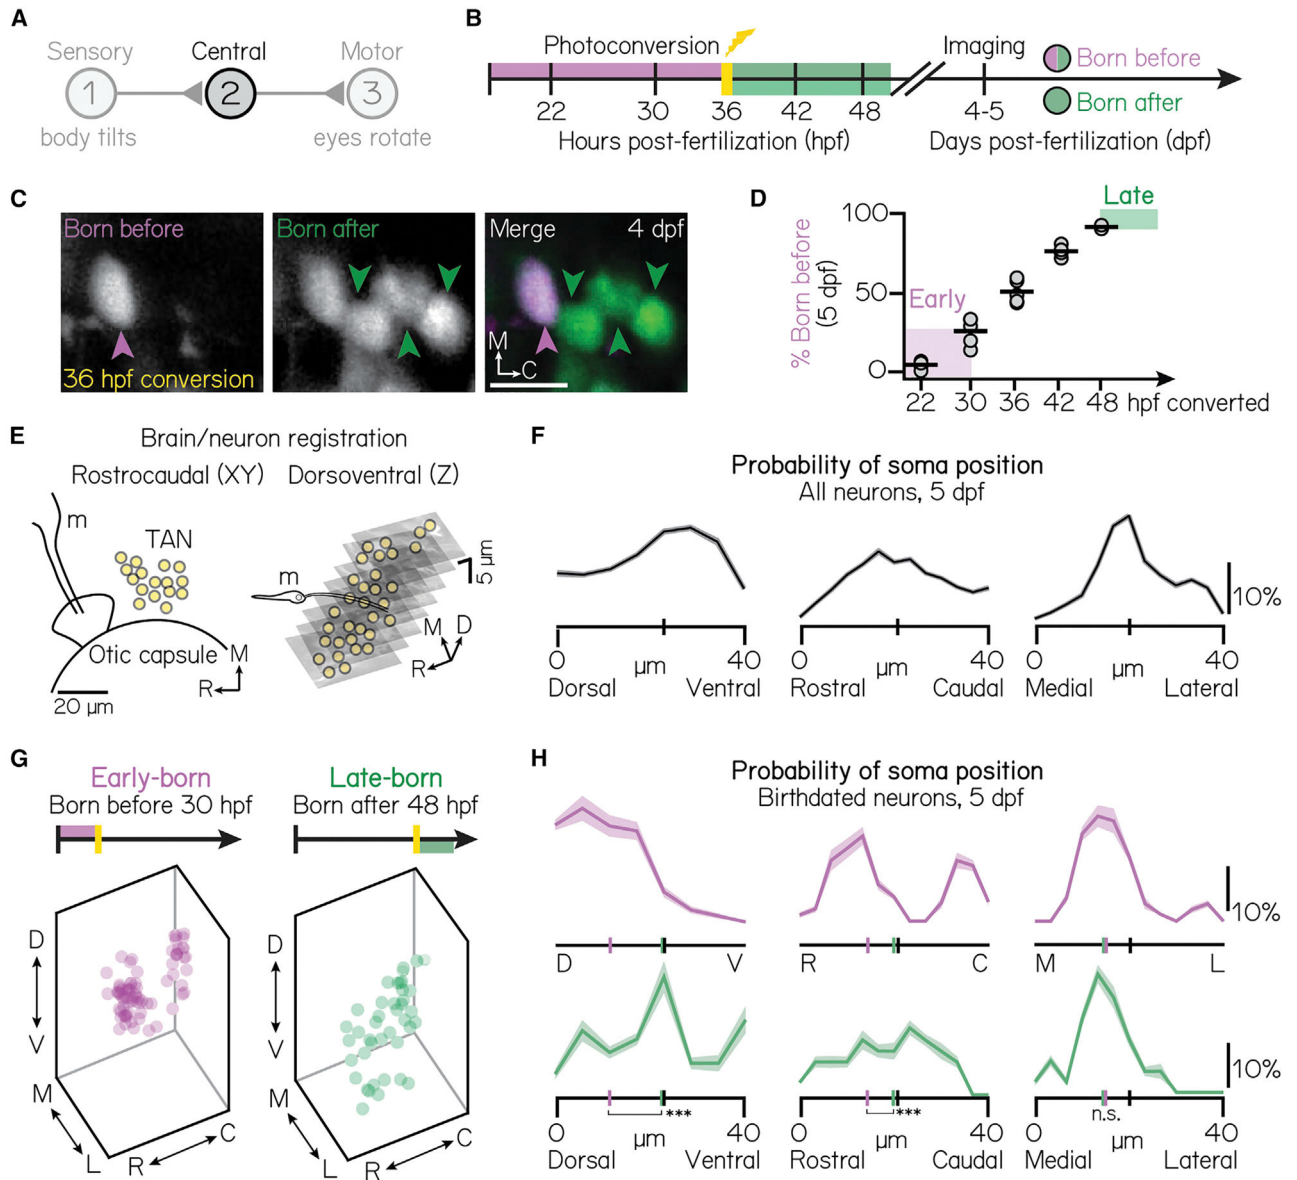 A
Sensory Central Motor
1 2 3
body tilts eyes rotate
B
Photoconversion Imaging
Born before
Born after
22 30 36 42 48 4-5
Hours post-fertilization (hpf) Days post-fertilization (dpf)
C
Born before Born after Merge 4 dpf
M
C
36 hpf conversion
D
Late
% Born before
(5 dpf)
100
50
0
Early
22 30 36 42 48 hpf converted
E
Brain/neuron registration
Rostrocaudal (XY) Dorsoventral (Z)
m
TAN
m
5 µm
Otic capsule
M
R
M D
R
20 µm
F
Probability of soma position
All neurons, 5 dpf
10%
0 µm 40 0 µm 40 0 µm 40
Dorsal Ventral Rostral Caudal Medial Lateral
G
Early-born Late-born
Born before 30 hpf Born after 48 hpf
D D
V V
M M
L R C L R C
H
Probability of soma position
Birthdated neurons, 5 dpf
10%
D V R C M L
10%
*** *** n.s.
0 µm 40 0 µm 40 0 µm 40
Dorsal Ventral Rostral Caudal Medial Lateral